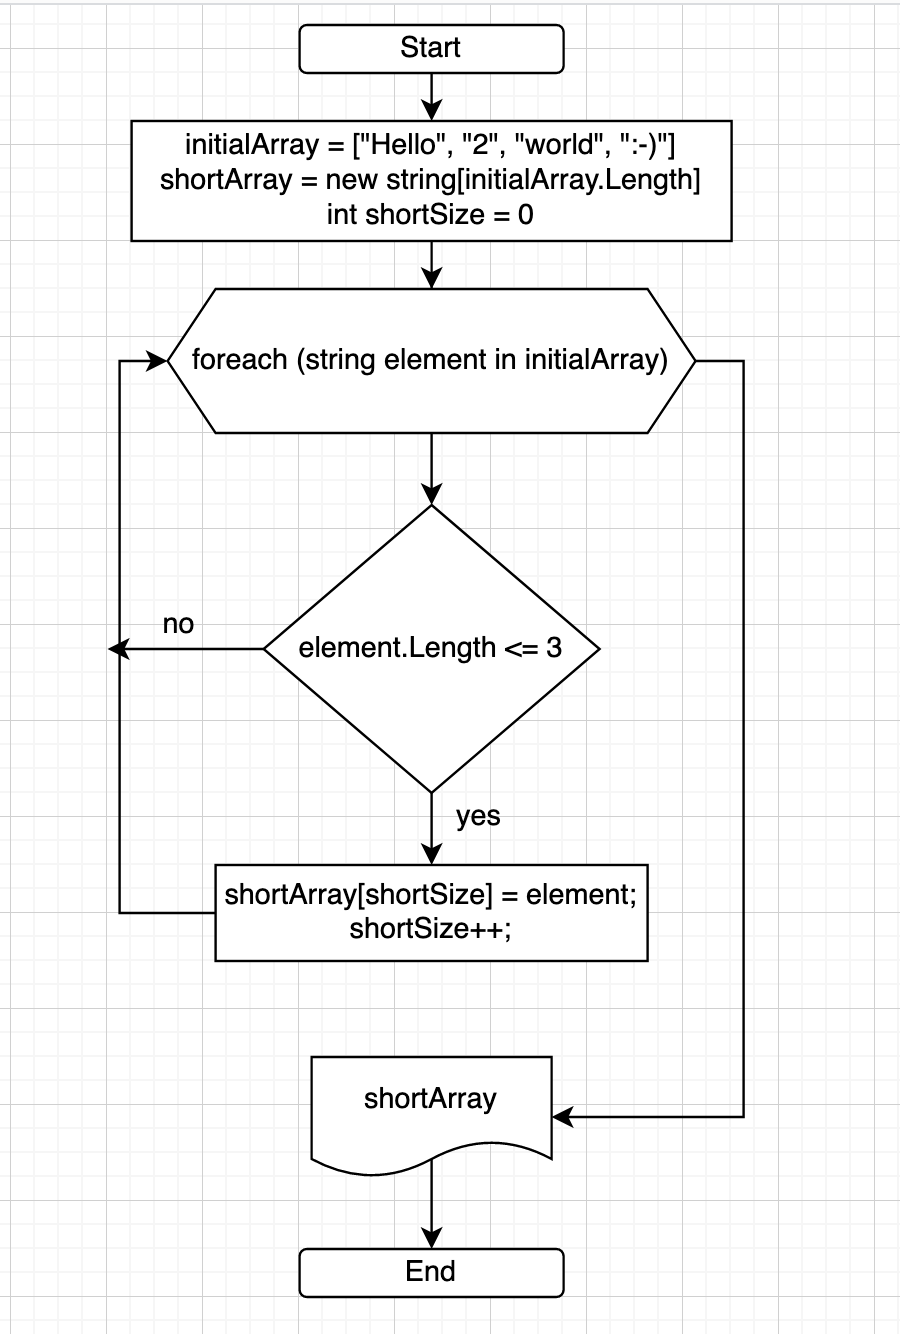 Start
initialArray = ["Hello", "2", "world", ":-)"]
shortArray = new string[initialArray.Length]
int shortSize = 0
foreach (string element in initialArray)
no
element.Length <= 3
yes
shortArray[shortSize] = element;
shortSize++;
shortArray
End